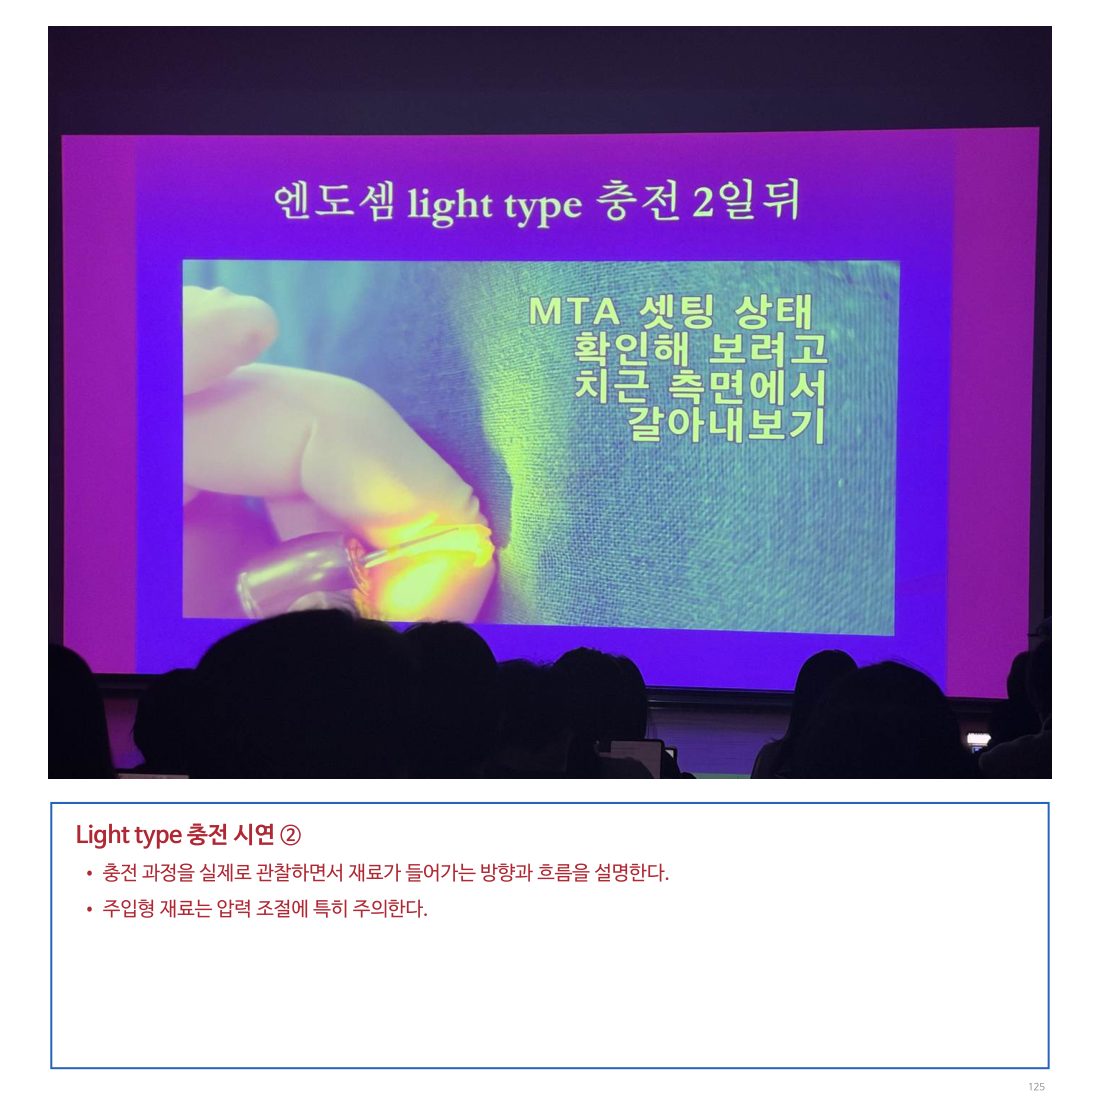 엔도셈 light type 충전 2일뒤
MTA 셋팅 상태
확인해 보려고
치근 측면에서
갈아내보기
Light type 충전 시연 ②
• 충전 과정을 실제로 관찰하면서 재료가 들어가는 방향과 흐름을 설명한다.
• 주입형 재료는 압력 조절에 특히 주의한다.
125